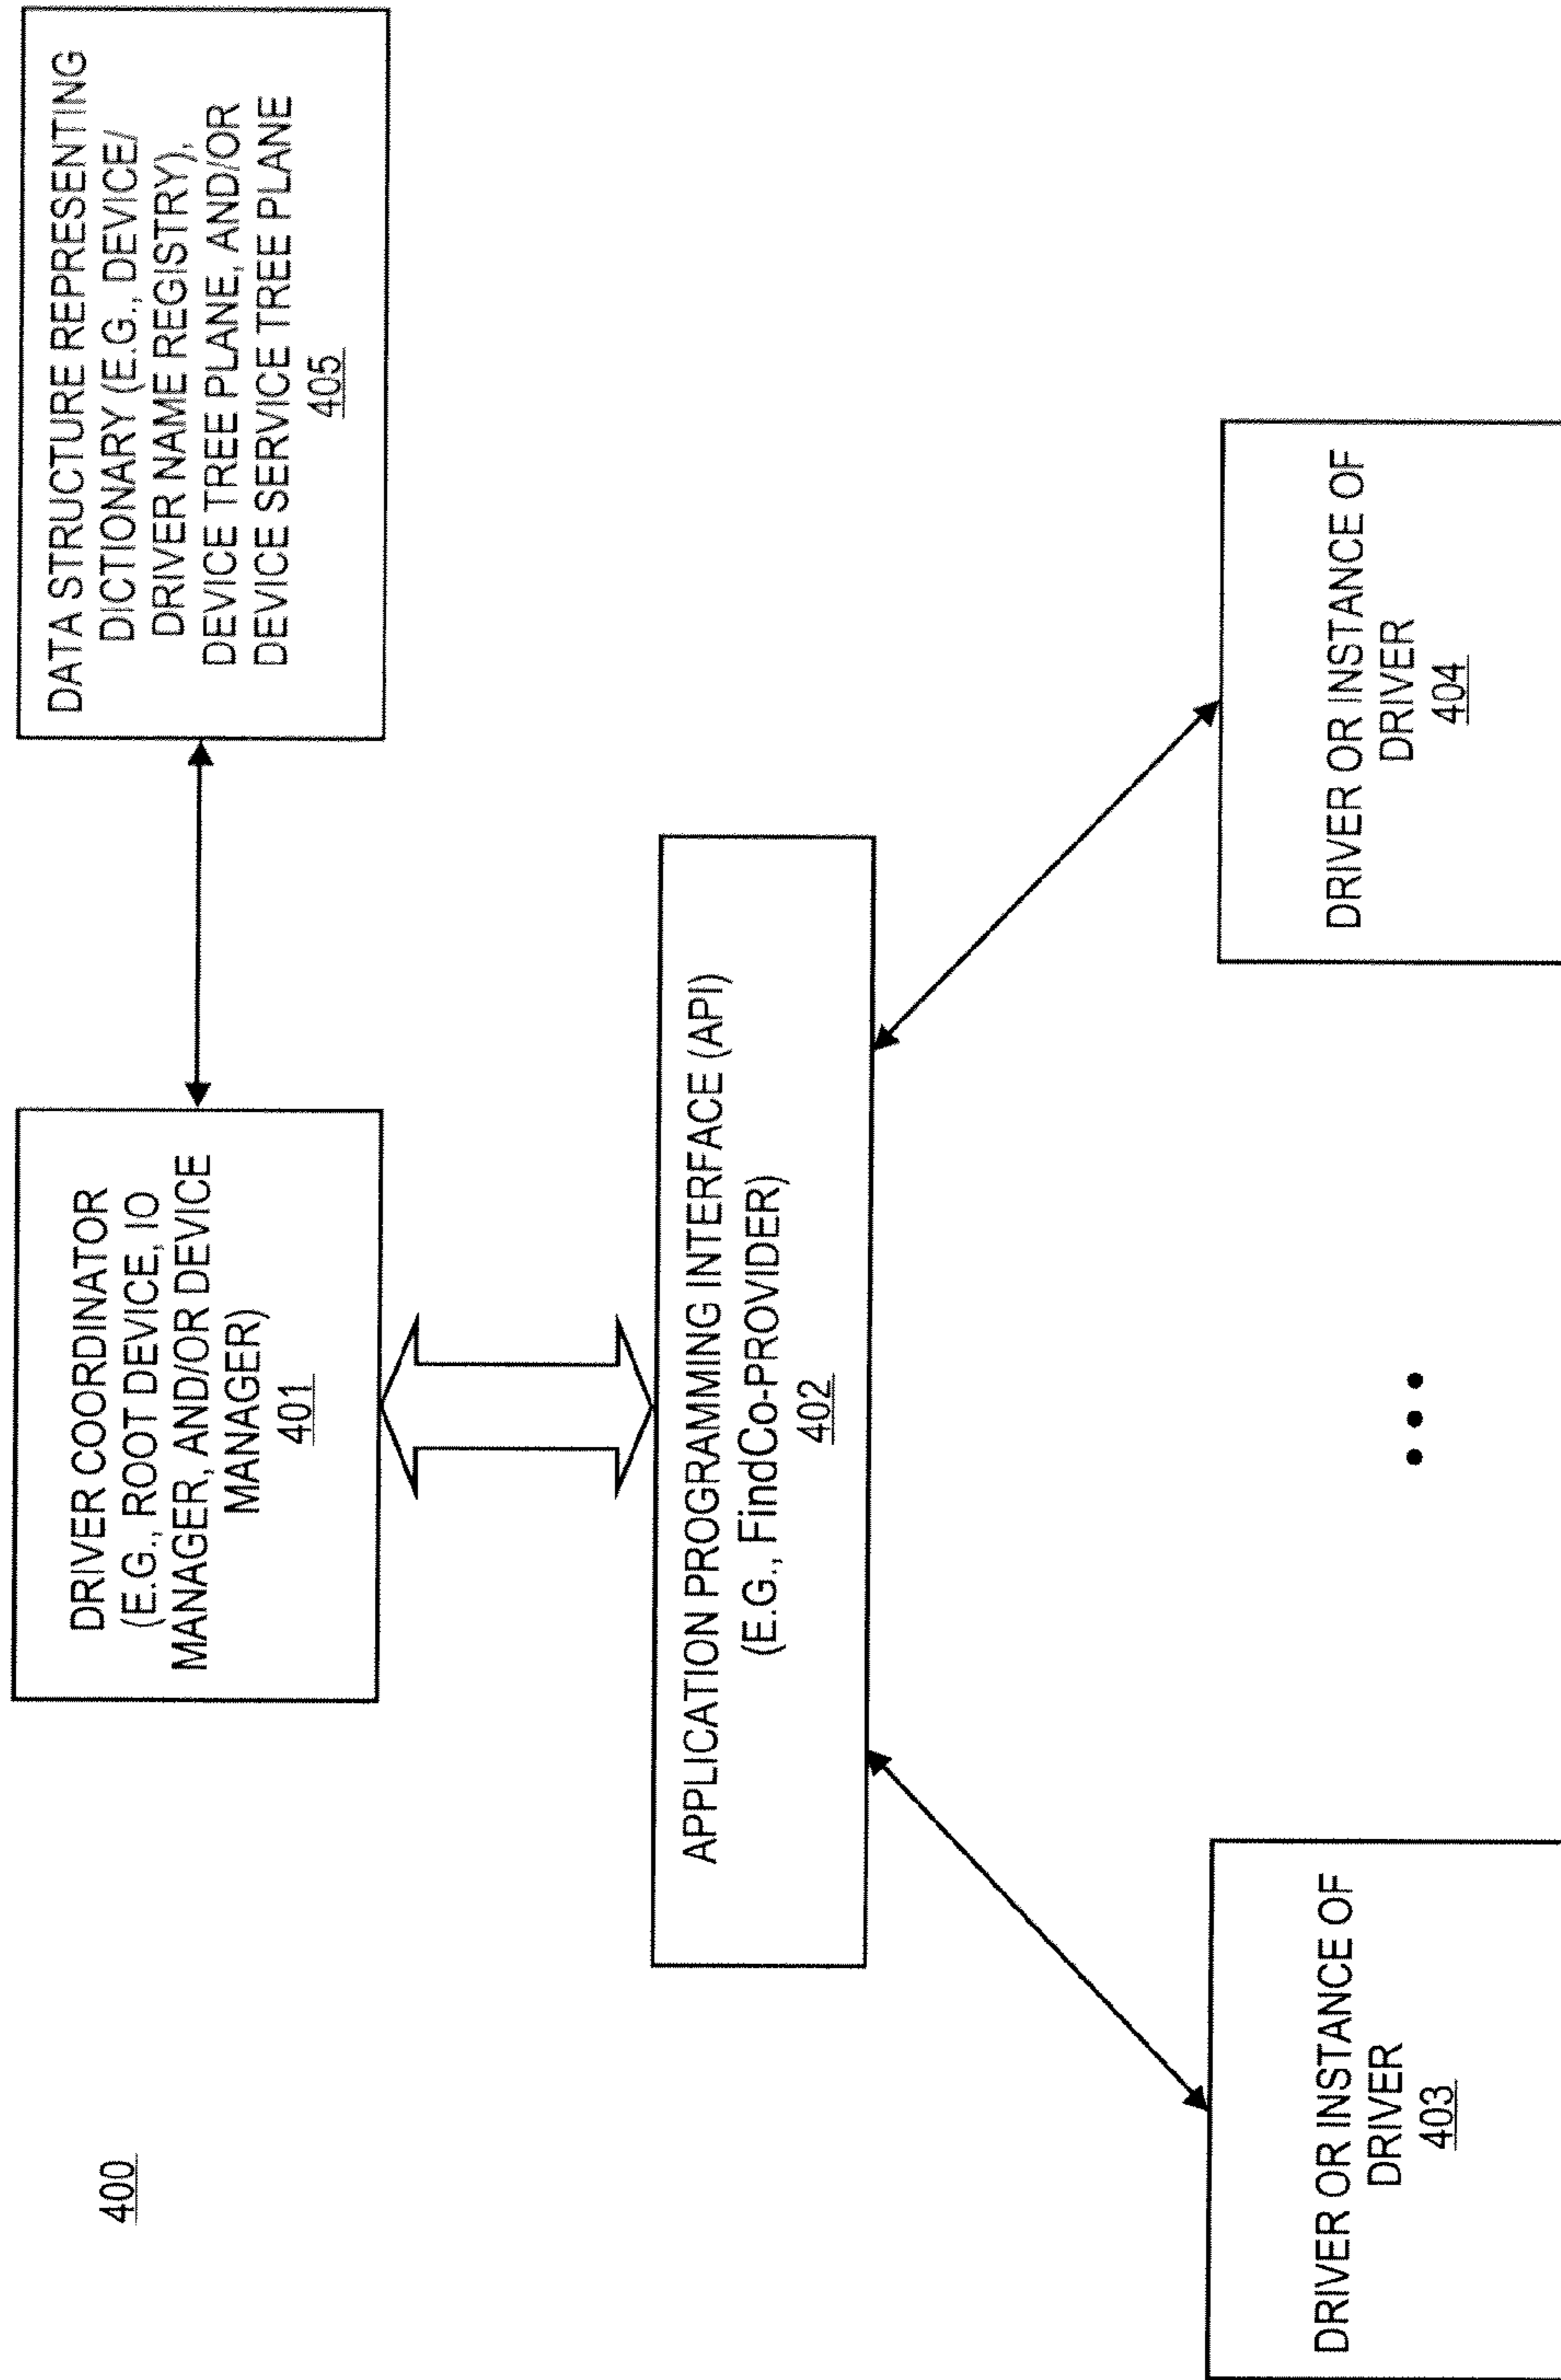 400
DRIVER COORDINATOR
(E.G., ROOT DEVICE, IO
MANAGER, AND/OR DEVICE
MANAGER)
401
DATA STRUCTURE REPRESENTING
DICTIONARY (E.G., DEVICE/
DRIVER NAME REGISTRY),
DEVICE TREE PLANE, AND/OR
DEVICE SERVICE TREE PLANE
405
APPLICATION PROGRAMMING INTERFACE (API)
(E.G., FindCo-PROVIDER)
402
DRIVER OR INSTANCE OF
DRIVER
403
DRIVER OR INSTANCE OF
DRIVER
404